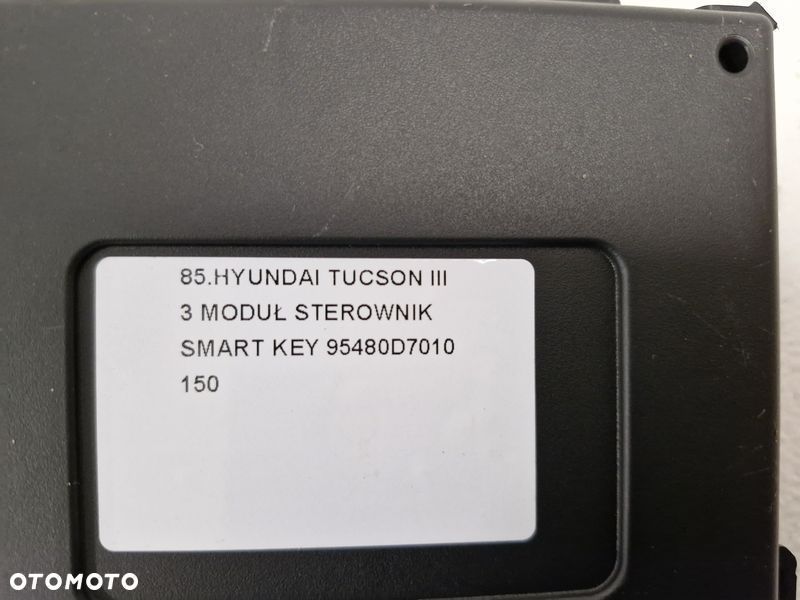 85.HYUNDAI TUCSON III
3 MODUŁ STEROWNIK
SMART KEY 95480D7010
150
OTOMOTO